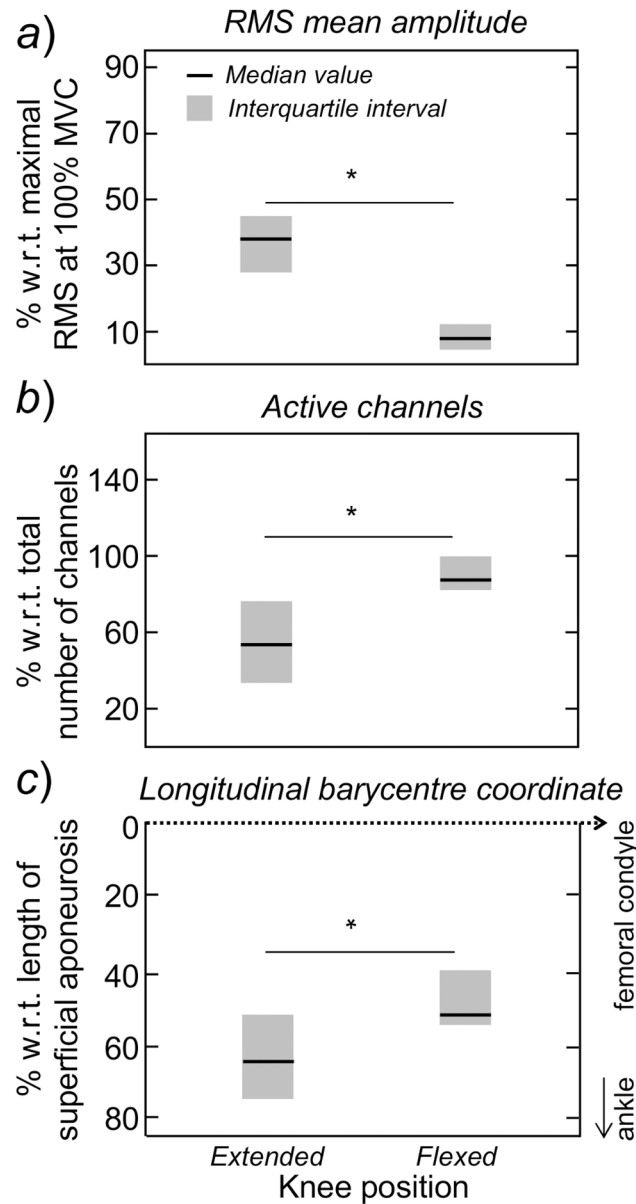 a)
RMS mean amplitude
% w.r.t. maximal
RMS at 100% MVC
90
70
50
30
10
Median value
Interquartile interval
*
b)
Active channels
% w.r.t. total
number of channels
140
100
60
20
*
c)
Longitudinal barycentre coordinate
% w.r.t. length of
superficial aponeurosis
0
20
40
60
80
*
femoral condyle
ankle
Extended Flexed
Knee position